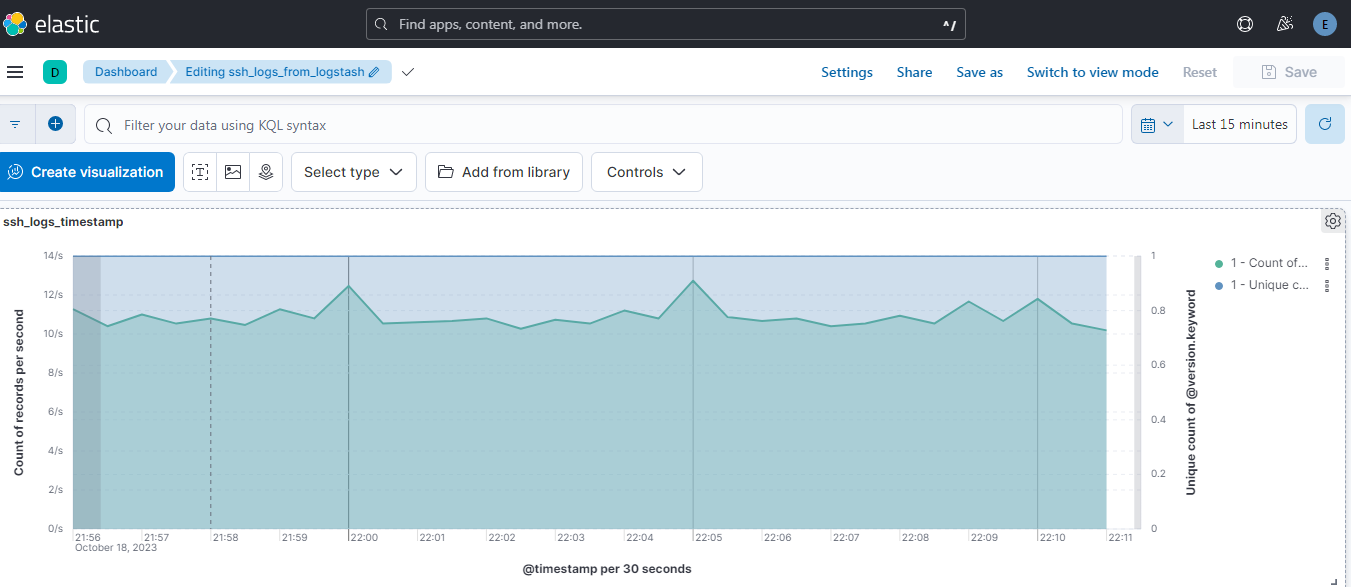 elastic
Find apps, content, and more.
^/
E
D
Dashboard
Editing ssh_logs_from_logstash
Settings
Share
Save as
Switch to view mode
Reset
Save
Filter your data using KQL syntax
Last 15 minutes
Create visualization
T
Select type
Add from library
Controls
ssh_logs_timestamp
Count of records per second
14/s
12/s
10/s
8/s
6/s
4/s
2/s
0/s
21:56
21:57
21:58
21:59
22:00
22:01
22:02
22:03
22:04
22:05
22:06
22:07
22:08
22:09
22:10
22:11
October 18, 2023
@timestamp per 30 seconds
1
0.8
0.6
0.4
0.2
0
Unique count of @version.keyword
1 - Count of...
1 - Unique c...